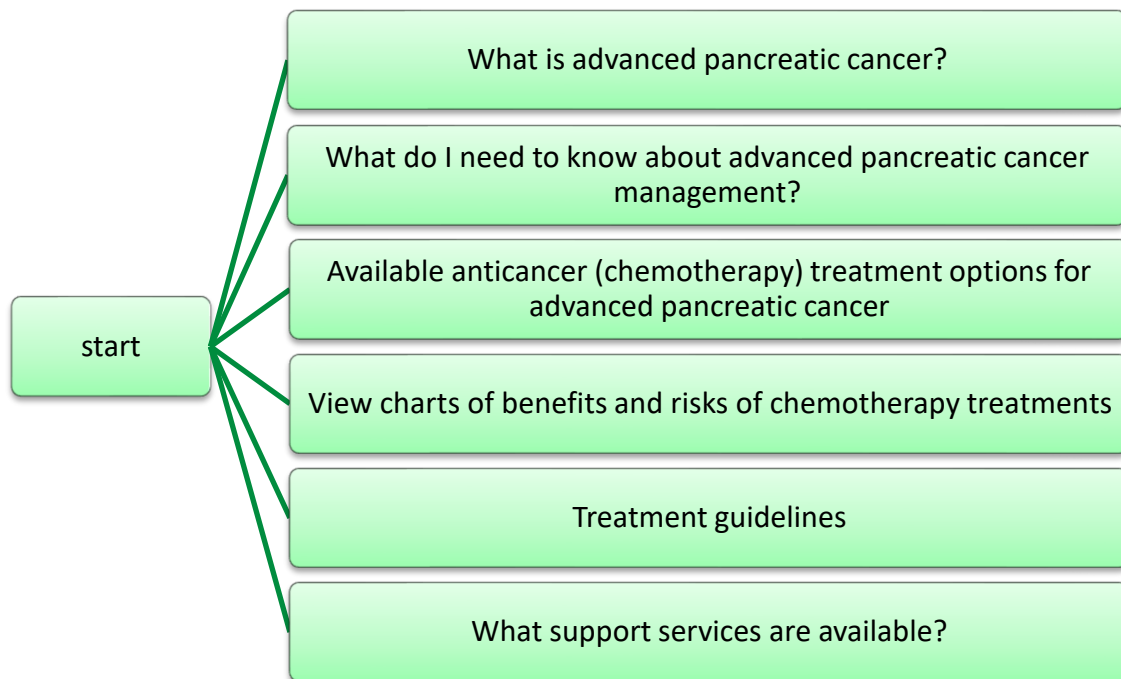 start
What is advanced pancreatic cancer?
What do I need to know about advanced pancreatic cancer
management?
Available anticancer (chemotherapy) treatment options for
advanced pancreatic cancer
View charts of benefits and risks of chemotherapy treatments
Treatment guidelines
What support services are available?